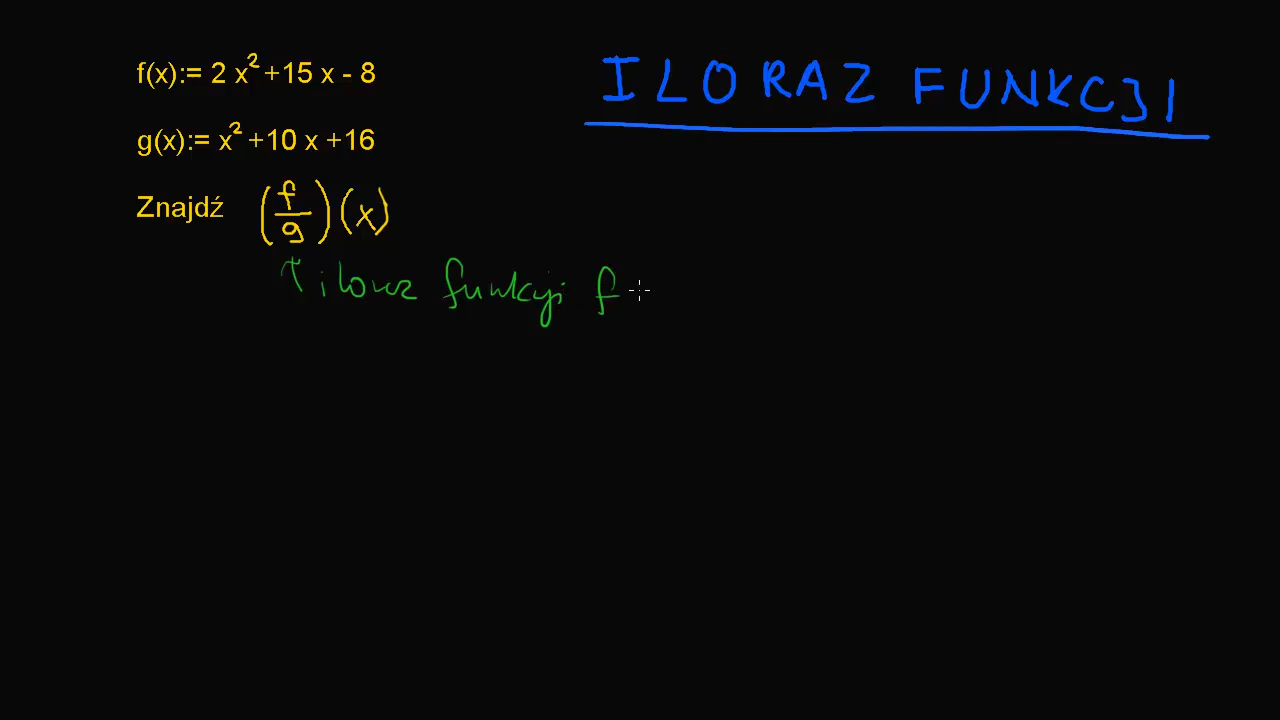 ILORAZ FUNKCJI
f(x):= 2 x² +15 x - 8
g(x):= x² +10 x +16
Znajdź (f/g)(x)
↑ iloraz funkcji f